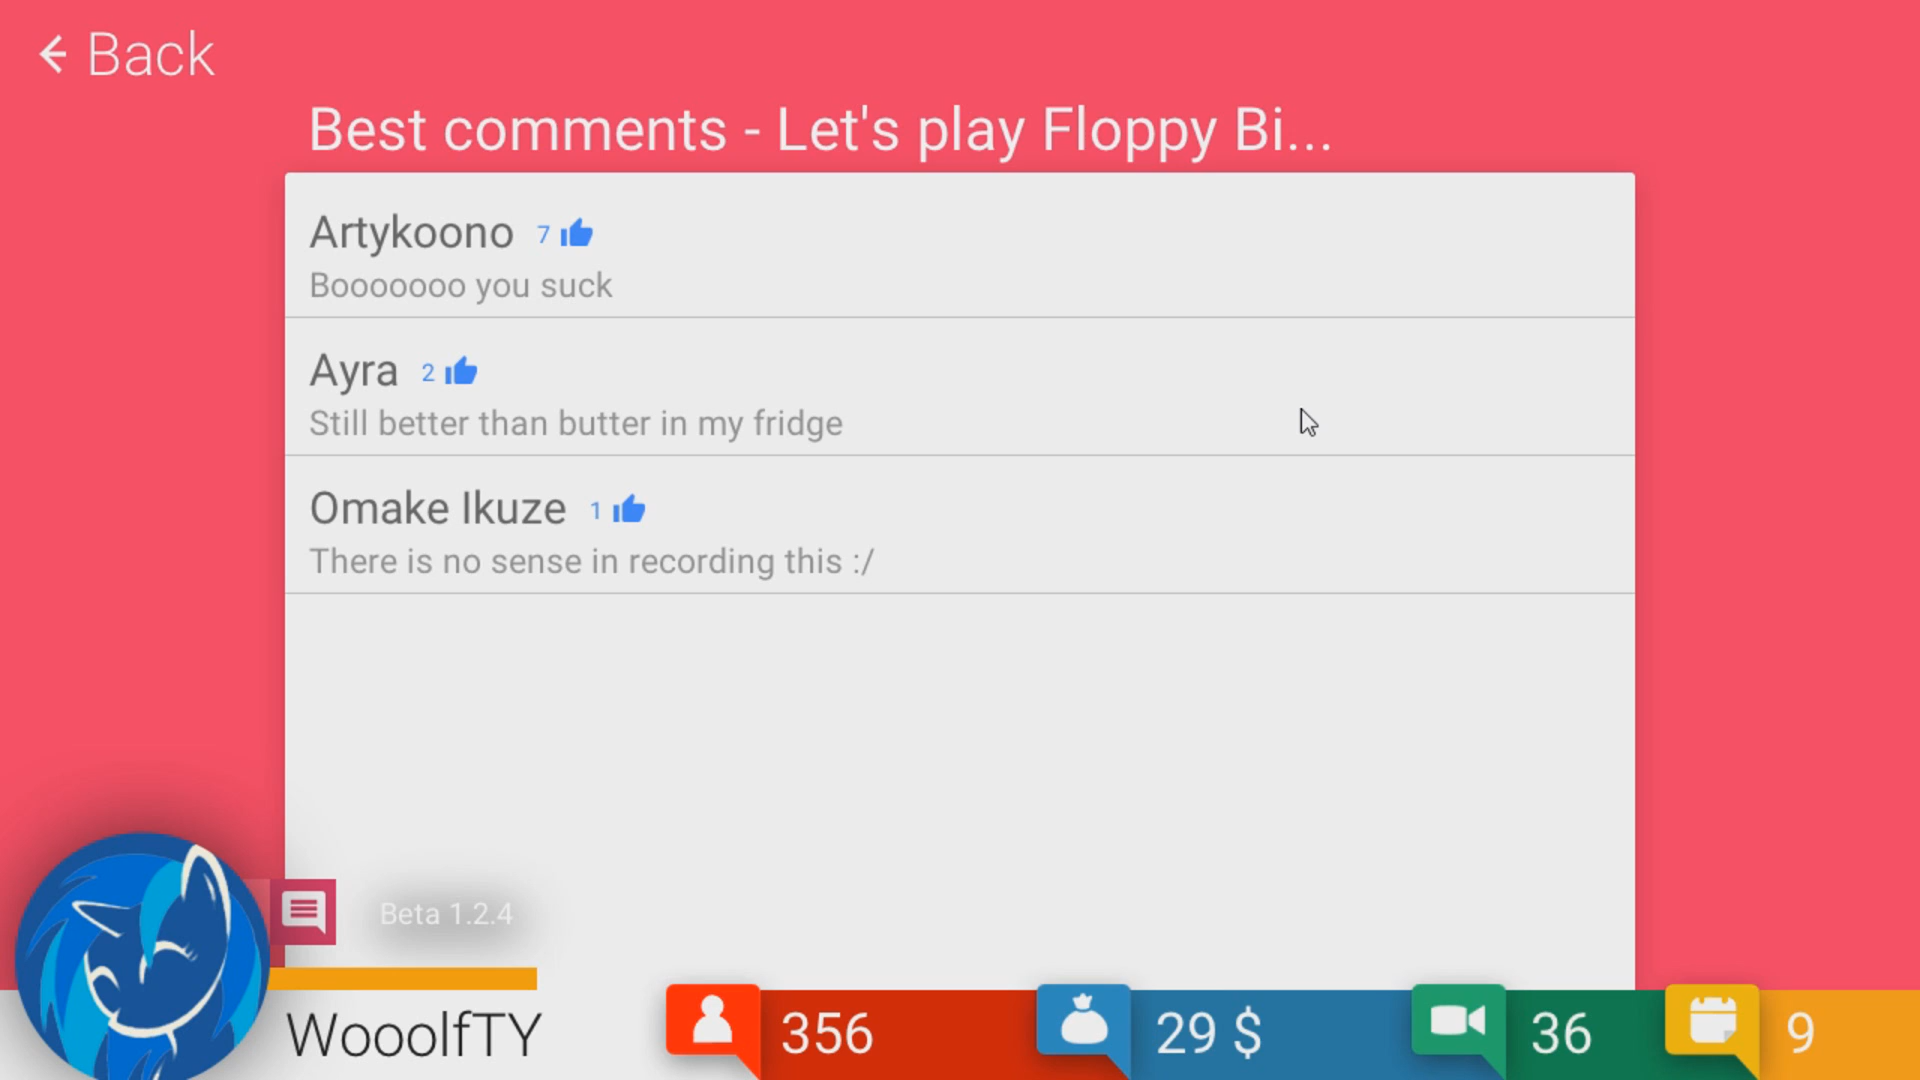 Back
Best comments - Let's play Floppy Bi...
Artykoono 7
Booooooo you suck
Ayra 2
Still better than butter in my fridge
Omake Ikuze 1
There is no sense in recording this :/
Beta 1.2.4
WooolfTY
356
29 $
36
9